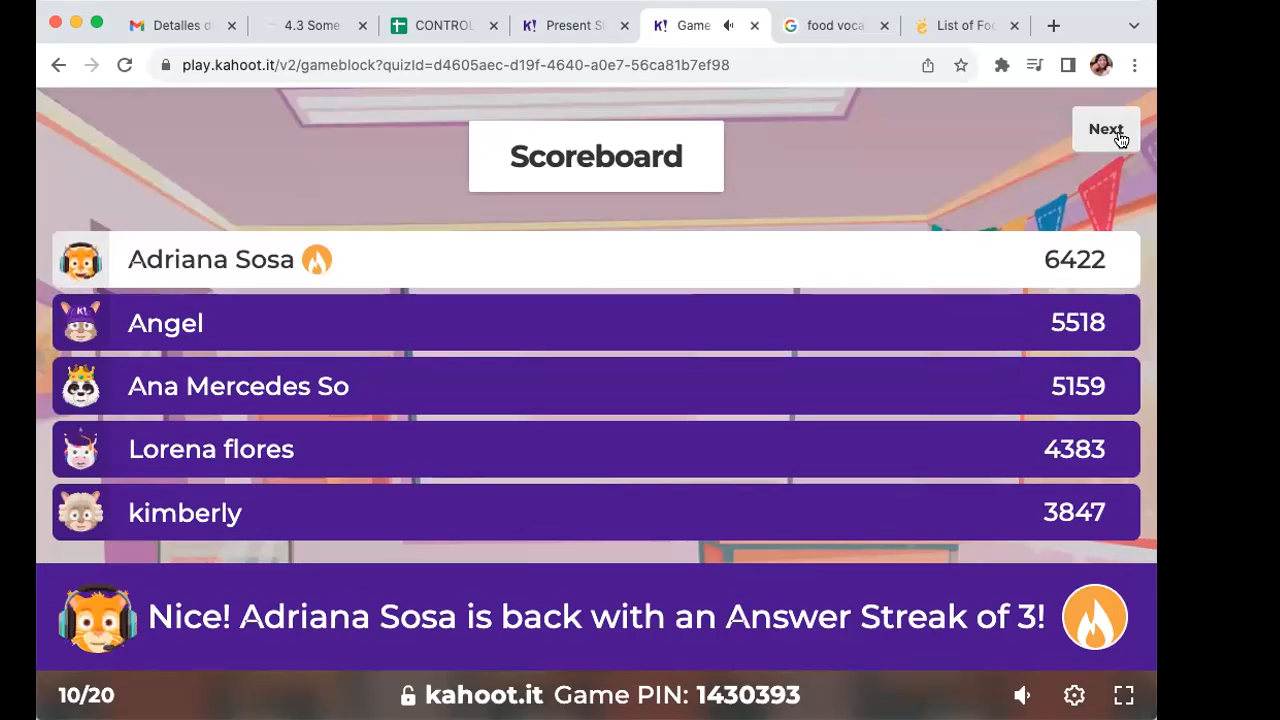 Detalles d
4.3 Some
CONTROL
K! Present Si
K! Game
food voca
List of Foo
play.kahoot.it/v2/gameblock?quizId=d4605aec-d19f-4640-a0e7-56ca81b7ef98
Next
Scoreboard
Adriana Sosa 6422
K!
Angel 5518
Ana Mercedes So 5159
Lorena flores 4383
kimberly 3847
Nice! Adriana Sosa is back with an Answer Streak of 3!
10/20 kahoot.it Game PIN: 1430393